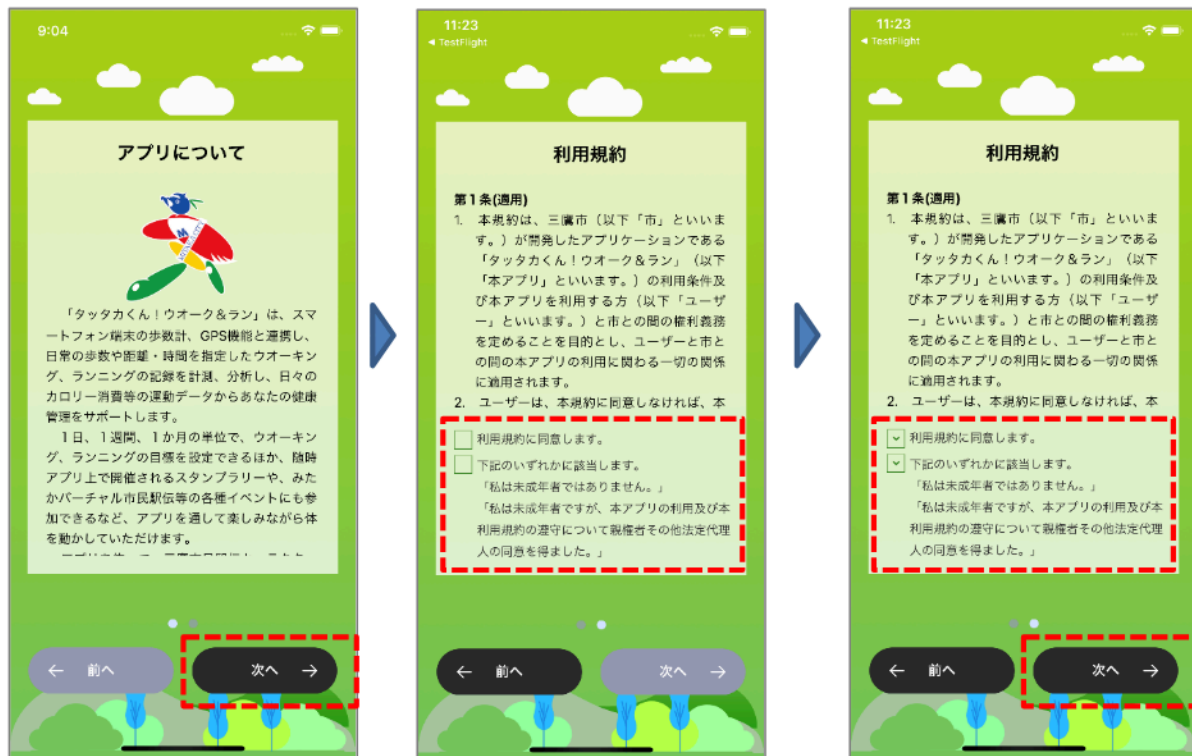 9:04
アプリについて
M
「タッタカくん！ウオーク＆ラン」は、スマ
ートフォン端末の歩数計、GPS機能と連携し、
日常の歩数や距離・時間を指定したウオーキン
グ、ランニングの記録を計測、分析し、日々の
カロリー消費等の運動データからあなたの健康
管理をサポートします。
1日、1週間、1か月の単位で、ウオーキン
グ、ランニングの目標を設定できるほか、随時
アプリ上で開催されるスタンプラリーや、みた
かバーチャル市民駅伝等の各種イベントにも参
加できるなど、アプリを通して楽しみながら体
を動かしていただけます。
← 前へ
次へ →
11:23
◀ TestFlight
利用規約
第1条(適用)
1. 本規約は、三鷹市（以下「市」といいま
す。）が開発したアプリケーションである
「タッタカくん！ウオーク＆ラン」（以下
「本アプリ」といいます。）の利用条件及
び本アプリを利用する方（以下「ユーザ
ー」といいます。）と市との間の権利義務
を定めることを目的とし、ユーザーと市と
の間の本アプリの利用に関わる一切の関係
に適用されます。
2. ユーザーは、本規約に同意しなければ、本
利用規約に同意します。
下記のいずれかに該当します。
「私は未成年者ではありません。」
「私は未成年者ですが、本アプリの利用及び本
利用規約の遵守について親権者その他法定代理
人の同意を得ました。」
← 前へ
次へ →
11:23
◀ TestFlight
利用規約
第1条(適用)
1. 本規約は、三鷹市（以下「市」といいま
す。）が開発したアプリケーションである
「タッタカくん！ウオーク＆ラン」（以下
「本アプリ」といいます。）の利用条件及
び本アプリを利用する方（以下「ユーザ
ー」といいます。）と市との間の権利義務
を定めることを目的とし、ユーザーと市と
の間の本アプリの利用に関わる一切の関係
に適用されます。
2. ユーザーは、本規約に同意しなければ、本
利用規約に同意します。
下記のいずれかに該当します。
「私は未成年者ではありません。」
「私は未成年者ですが、本アプリの利用及び本
利用規約の遵守について親権者その他法定代理
人の同意を得ました。」
← 前へ
次へ →